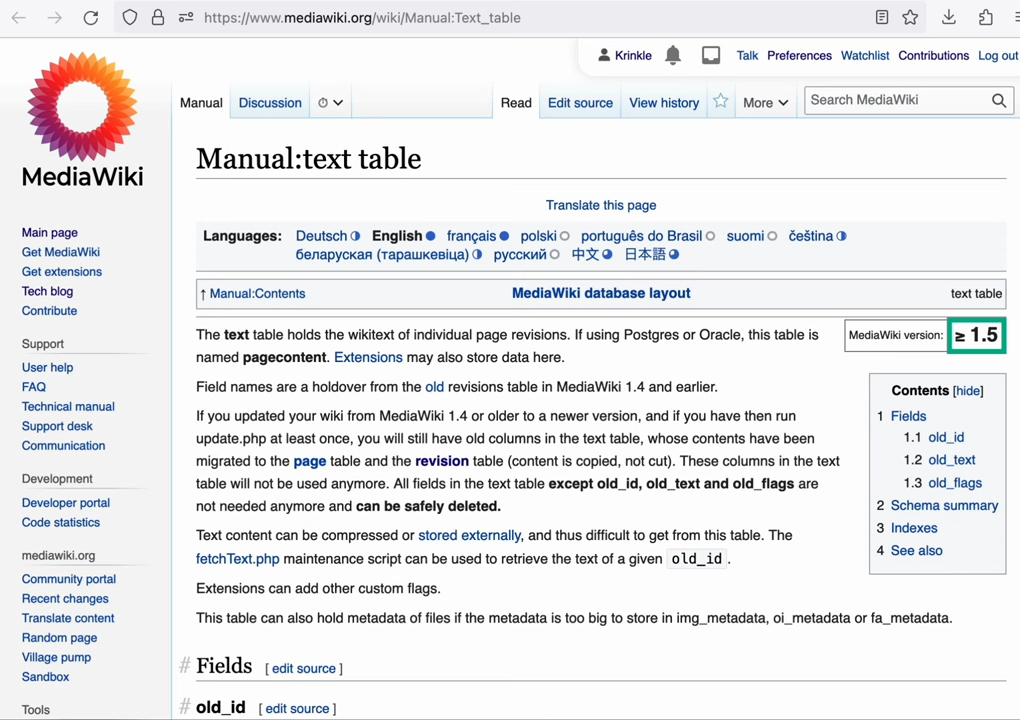 https://www.mediawiki.org/wiki/Manual:Text_table
Krinkle Talk Preferences Watchlist Contributions Log out
MediaWiki
Manual Discussion Read Edit source View history More Search MediaWiki
Manual:text table
Translate this page
Languages: Deutsch English français polski português do Brasil suomi čeština
беларуская (тарашкевіца) русский 中文 日本語
↑ Manual:Contents MediaWiki database layout text table
The text table holds the wikitext of individual page revisions. If using Postgres or Oracle, this table is
named pagecontent. Extensions may also store data here.
MediaWiki version: ≥ 1.5
Field names are a holdover from the old revisions table in MediaWiki 1.4 and earlier.
If you updated your wiki from MediaWiki 1.4 or older to a newer version, and if you have then run
update.php at least once, you will still have old columns in the text table, whose contents have been
migrated to the page table and the revision table (content is copied, not cut). These columns in the text
table will not be used anymore. All fields in the text table except old_id, old_text and old_flags are
not needed anymore and can be safely deleted.
Text content can be compressed or stored externally, and thus difficult to get from this table. The
fetchText.php maintenance script can be used to retrieve the text of a given old_id.
Extensions can add other custom flags.
This table can also hold metadata of files if the metadata is too big to store in img_metadata, oi_metadata or fa_metadata.
Contents [hide]
1 Fields
1.1 old_id
1.2 old_text
1.3 old_flags
2 Schema summary
3 Indexes
4 See also
# Fields [ edit source ]
# old_id [ edit source ]
Main page
Get MediaWiki
Get extensions
Tech blog
Contribute
Support
User help
FAQ
Technical manual
Support desk
Communication
Development
Developer portal
Code statistics
mediawiki.org
Community portal
Recent changes
Translate content
Random page
Village pump
Sandbox
Tools